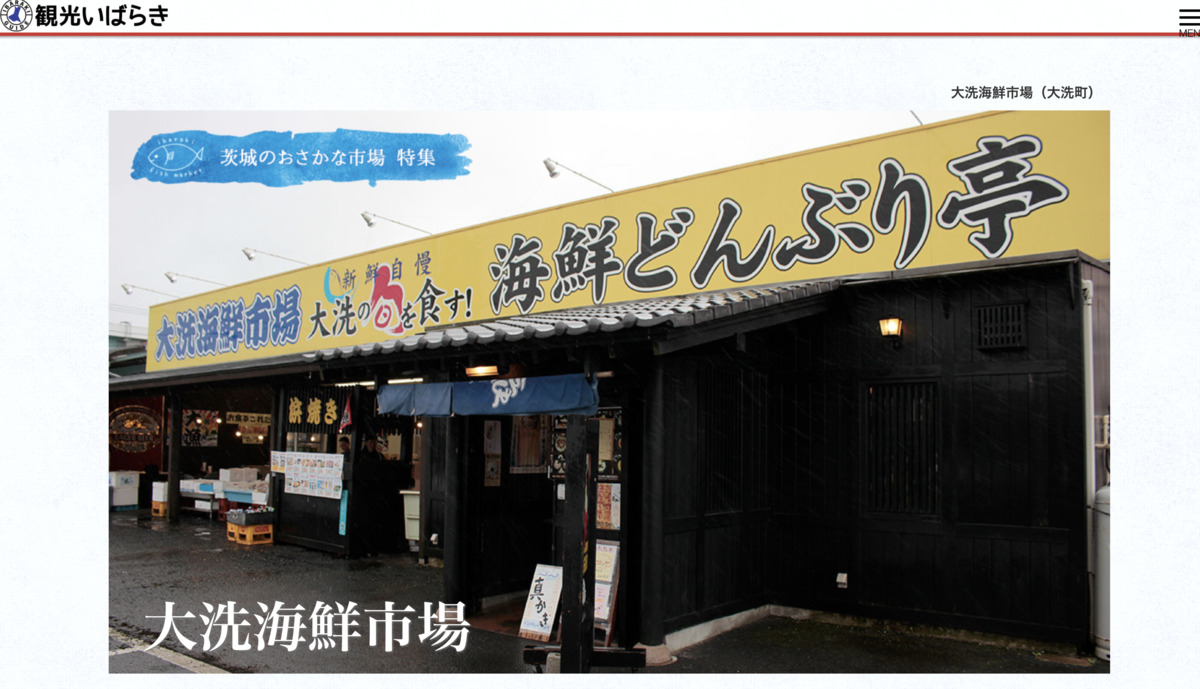 IBARAKI GUIDE
観光いばらき
MEN
大洗海鮮市場（大洗町）
ibaraki
fish market
茨城のおさかな市場 特集
海鮮どんぶり亭
新鮮自慢
大洗の旬を食す!
大洗海鮮市場
浜焼き
真かき
大洗海鮮市場